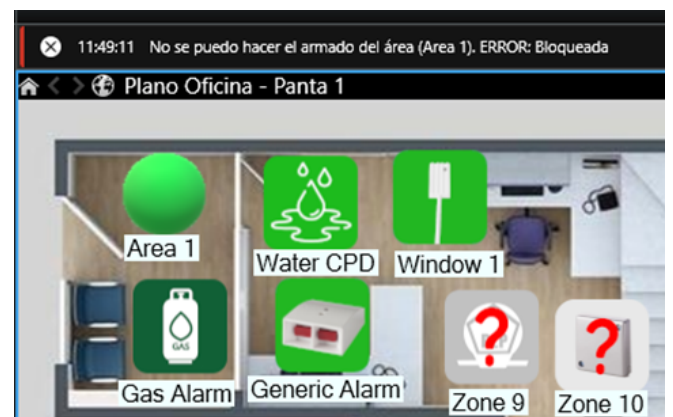 11:49:11 No se puedo hacer el armado del área (Area 1). ERROR: Bloqueada
Plano Oficina - Panta 1
Area 1
Water CPD
Window 1
GAS
Gas Alarm
Generic Alarm
? ?
Zone 9
Zone 10